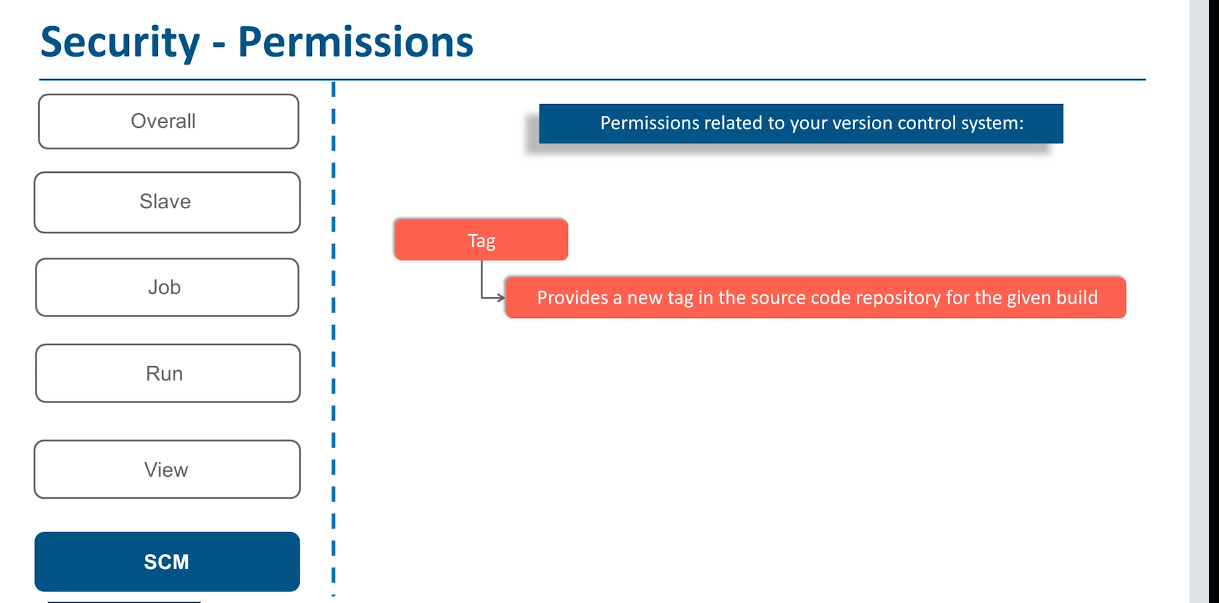 Security - Permissions
Overall
Slave
Job
Run
View
SCM
Permissions related to your version control system:
Tag
Provides a new tag in the source code repository for the given build